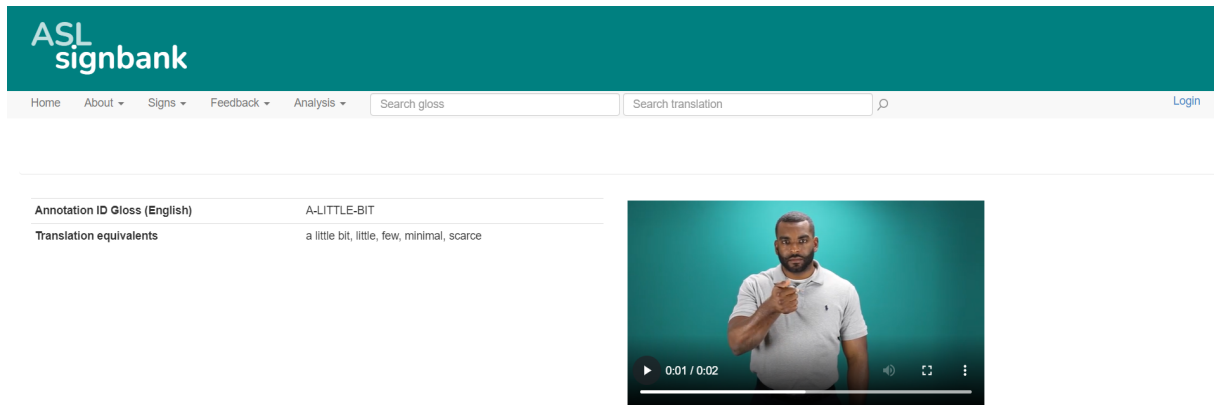 ASL
signbank
Home About Signs Feedback Analysis Search gloss Search translation Login
Annotation ID Gloss (English) A-LITTLE-BIT
Translation equivalents a little bit, little, few, minimal, scarce
0:01 / 0:02